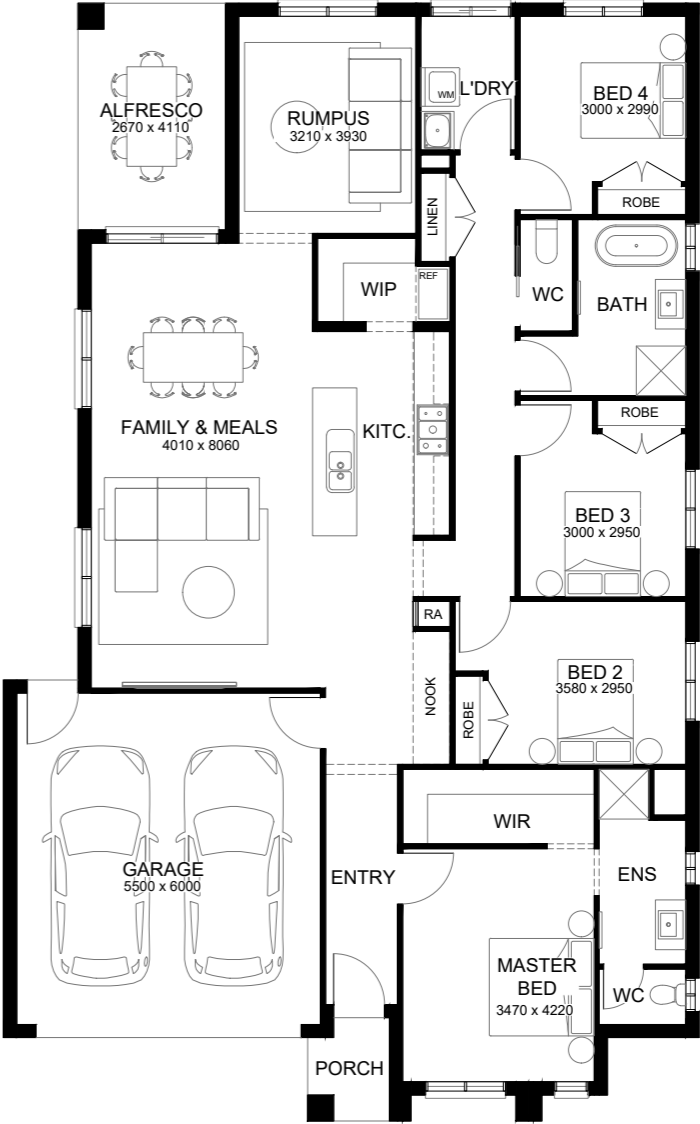 ALFRESCO
2670 x 4110
RUMPUS
3210 x 3930
WM
L'DRY
BED 4
3000 x 2990
ROBE
LINEN
WIP
REF
WC
BATH
FAMILY & MEALS
4010 x 8060
KITC.
ROBE
BED 3
3000 x 2950
RA
NOOK
ROBE
BED 2
3580 x 2950
WIR
GARAGE
5500 x 6000
ENTRY
ENS
MASTER
BED
3470 x 4220
WC
PORCH